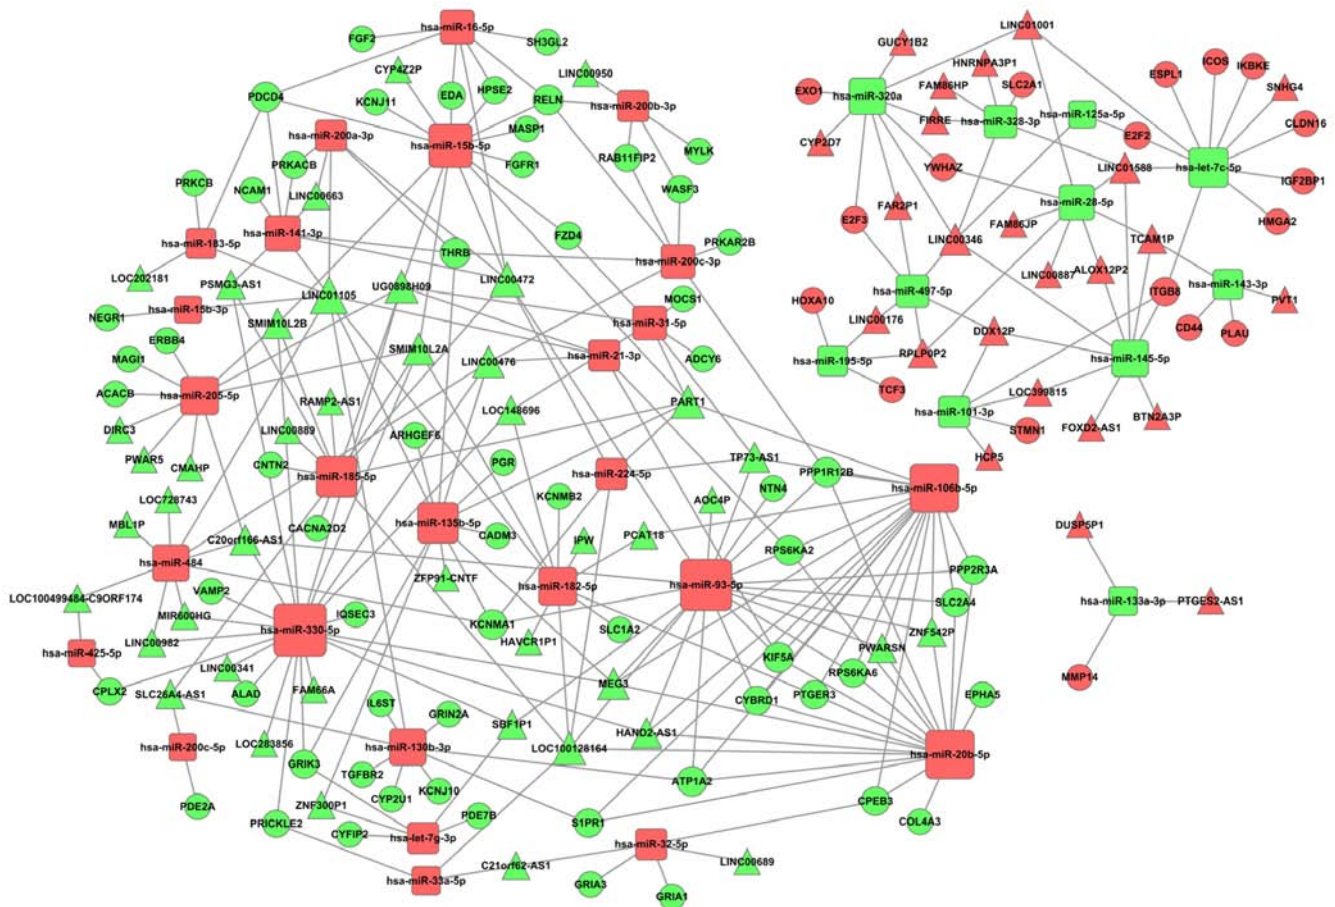 hsa-miR-16-5p
FGF2
SH3GL2
CYP4Z2P
LINC00950
PDCD4
KCNJ11
EDA
HPSE2
RELN
hsa-miR-200b-3p
hsa-miR-200a-3p
hsa-miR-15b-5p
MASP1
PRKACB
FGFR1
RAB11FIP2
MYLK
PRKCB
NCAM1
LINC00663
WASF3
hsa-miR-183-5p
hsa-miR-141-3p
FZD4
PRKAR2B
THRB
hsa-miR-200c-3p
LOC202181
PSMG3-AS1
LINC01105
UG0898H09
LINC00472
MOCS1
hsa-miR-15b-3p
NEGR1
SMIM10L2B
hsa-miR-31-5p
ERBB4
MAGI1
SMIM10L2A
LINC00476
hsa-miR-21-3p
ADCY6
hsa-miR-205-5p
ACACB
RAMP2-AS1
LOC148696
PART1
DIRC3
PWAR5
CMAHP
LINC00889
ARHGEF6
CNTN2
hsa-miR-185-5p
PGR
hsa-miR-224-5p
TP73-AS1
PPP1R12B
hsa-miR-106b-5p
LOC728743
KCNMB2
AOC4P
NTN4
MBL1P
CACNA2D2
hsa-miR-135b-5p
CADM3
IPW
PCAT18
C20orf166-AS1
RPS6KA2
hsa-miR-484
ZFP91-CNTF
hsa-miR-182-5p
hsa-miR-93-5p
PPP2R3A
LOC100499484-C9ORF174
VAMP2
IQSEC3
SLC2A4
MIR600HG
hsa-miR-330-5p
KCNMA1
SLC1A2
ZNF542P
HAVCR1P1
PWARSN
LINC00982
hsa-miR-425-5p
KIF5A
LINC00341
RPS6KA6
CPLX2
SLC26A4-AS1
ALAD
FAM66A
MEG3
CYBRD1
PTGER3
EPHA5
IL6ST
GRIN2A
SBF1P1
HAND2-AS1
hsa-miR-200c-5p
LOC283856
hsa-miR-130b-3p
LOC100128164
hsa-miR-20b-5p
GRIK3
TGFBR2
KCNJ10
ATP1A2
PDE2A
ZNF300P1
CYP2U1
PDE7B
CPEB3
PRICKLE2
CYFIP2
hsa-let-7g-3p
S1PR1
COL4A3
hsa-miR-32-5p
hsa-miR-33a-5p
C21orf62-AS1
LINC00689
GRIA3
GRIA1
LINC01001
GUCY1B2
HNRNPA3P1
ICOS
IKBKE
ESPL1
SNHG4
EXO1
hsa-miR-320a
FAM86HP
SLC2A1
hsa-miR-125a-5p
FIRRE
hsa-miR-328-3p
CLDN16
CYP2D7
E2F2
YWHAZ
LINC01588
hsa-let-7c-5p
IGF2BP1
FAR2P1
hsa-miR-28-5p
E2F3
FAM86JP
HMGA2
LINC00346
TCAM1P
LINC00887
ALOX12P2
hsa-miR-497-5p
ITGB8
hsa-miR-143-3p
HOXA10
PVT1
LINC00176
CD44
PLAU
DDX12P
hsa-miR-195-5p
RPLP0P2
hsa-miR-145-5p
TCF3
LOC399815
hsa-miR-101-3p
STMN1
FOXD2-AS1
BTN2A3P
HCP5
DUSP5P1
hsa-miR-133a-3p
PTGES2-AS1
MMP14